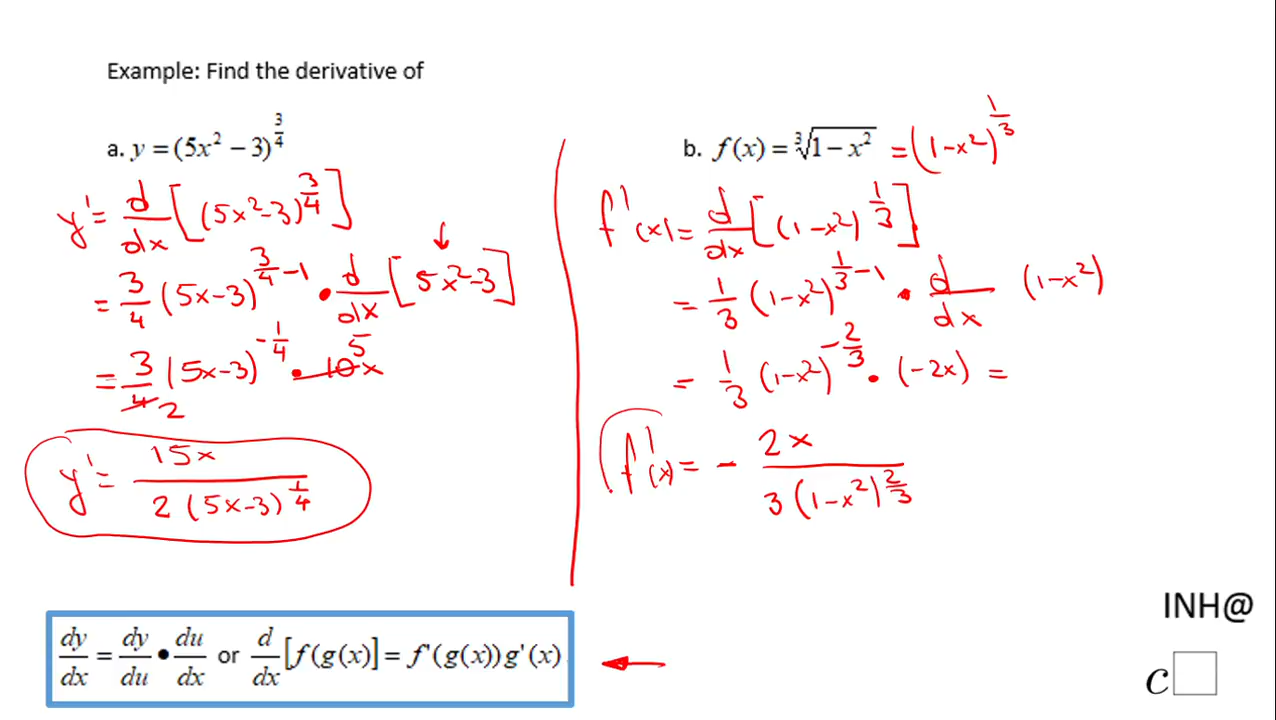 Example: Find the derivative of
a. y = (5x² − 3)^(3/4)
y' = d/dx [(5x²-3)^(3/4)]
= 3/4 (5x-3)^(3/4 - 1) • d/dx [5x²-3]
= 3/4 (5x-3)^(-1/4) • 10x
2 5
y' = 15x / 2(5x-3)^(1/4)
b. f(x) = ∛(1 − x²) = (1-x²)^(1/3)
f'(x) = d/dx [(1-x²)^(1/3)]
= 1/3 (1-x²)^(1/3 - 1) • d/dx (1-x²)
= 1/3 (1-x²)^(-2/3) • (-2x) =
f'(x) = - 2x / 3(1-x²)^(2/3)
dy/dx = dy/du • du/dx or d/dx [f(g(x)] = f'(g(x))g'(x)
INH@
c